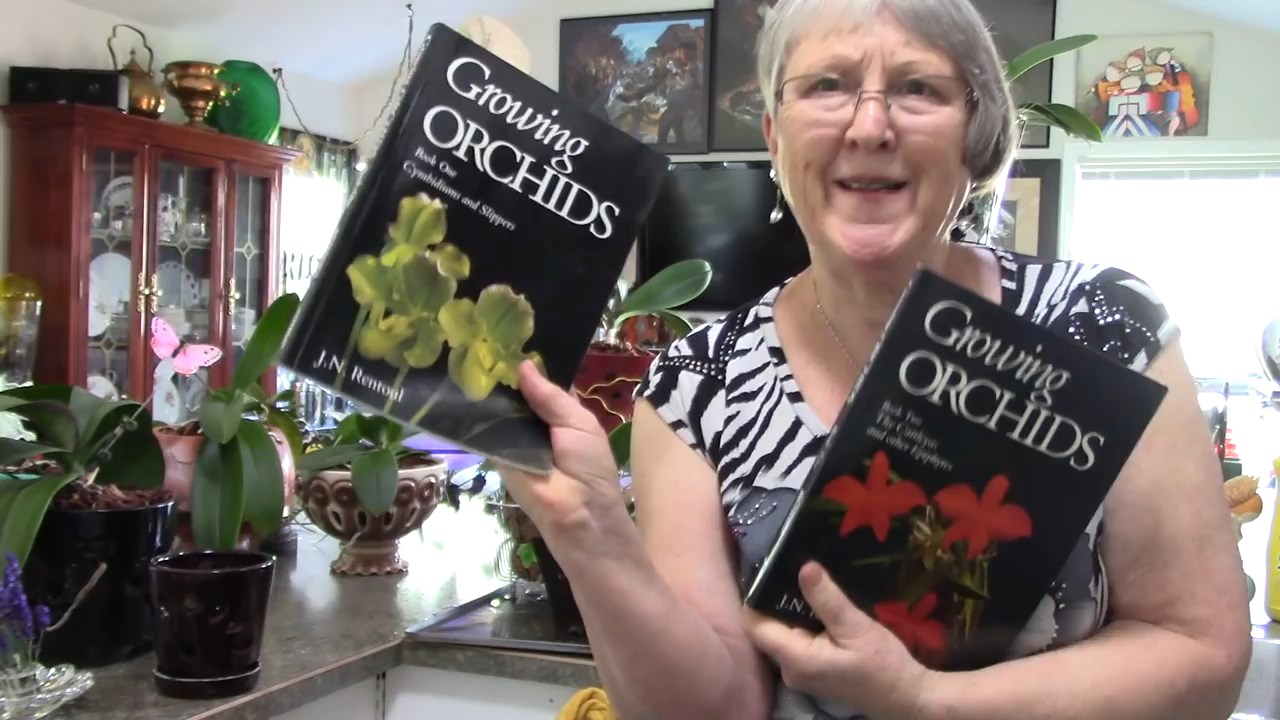 Growing
ORCHIDS
Book One
Cymbidiums and Slippers
J.N. Rentoul
Growing
ORCHIDS
Book Two
The Cattleyas
and other Epiphytes
J.N.